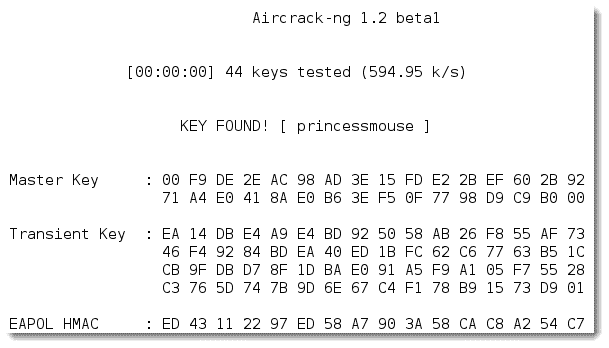 Aircrack-ng 1.2 beta1
[00:00:00] 44 keys tested (594.95 k/s)
KEY FOUND! [ princessmouse ]
Master Key : 00 F9 DE 2E AC 98 AD 3E 15 FD E2 2B EF 60 2B 92
71 A4 E0 41 8A E0 B6 3E F5 0F 77 98 D9 C9 B0 00
Transient Key : EA 14 DB E4 A9 E4 BD 92 50 58 AB 26 F8 55 AF 73
46 F4 92 84 BD EA 40 ED 1B FC 62 C6 77 63 B5 1C
CB 9F DB D7 8F 1D BA E0 91 A5 F9 A1 05 F7 55 28
C3 76 5D 74 7B 9D 6E 67 C4 F1 78 B9 15 73 D9 01
EAPOL HMAC : ED 43 11 22 97 ED 58 A7 90 3A 58 CA C8 A2 54 C7